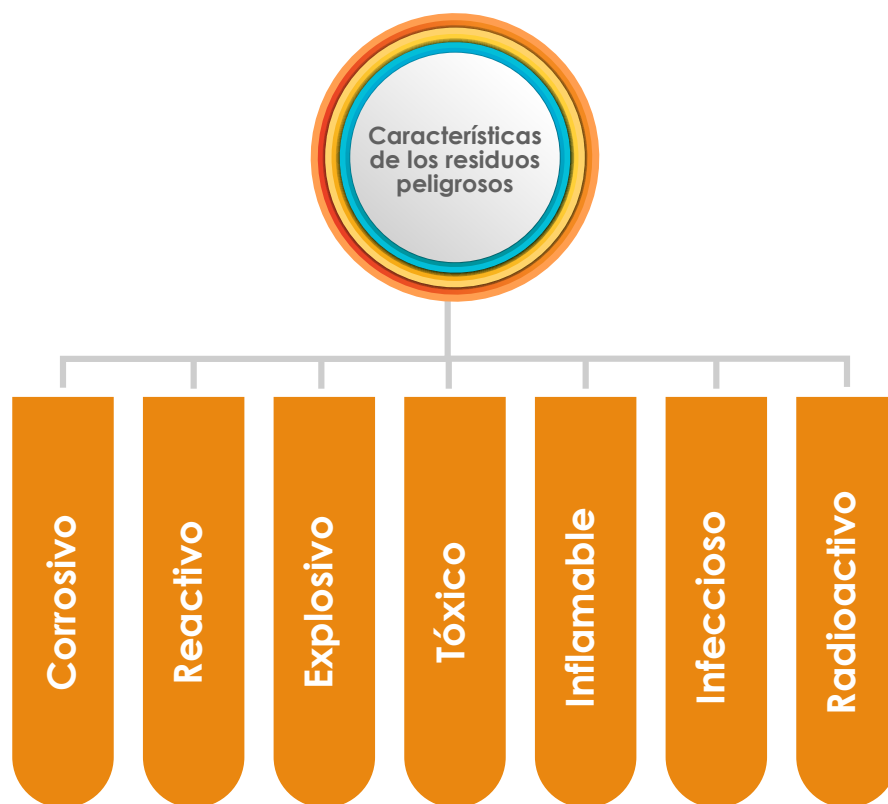 Características
de los residuos
peligrosos
Corrosivo
Reactivo
Explosivo
Tóxico
Inflamable
Infeccioso
Radioactivo